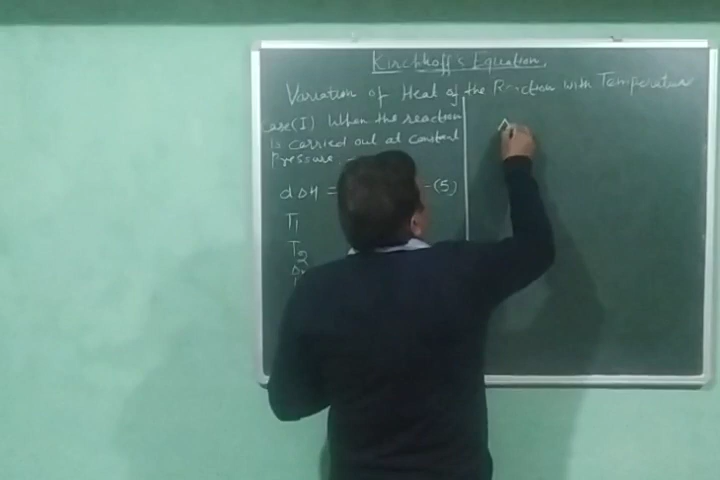 Kirchhoff's Equation.
Variation of Heat of the Reaction with Temperature
case(I) When the reaction
is carried out at constant
Pressure. -
dΔH = -(5)
T1
T2
Δ